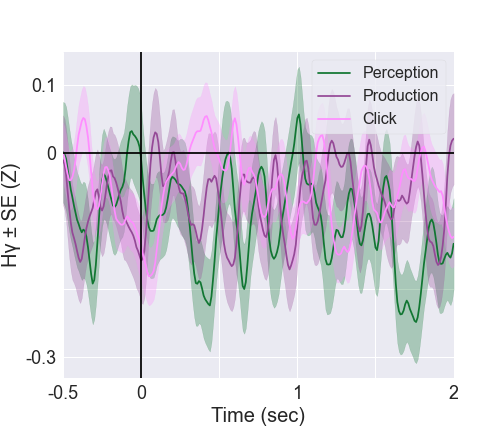 Perception
Production
Click
0.1
0
-0.3
Hγ ± SE (Z)
-0.5
0
1
2
Time (sec)